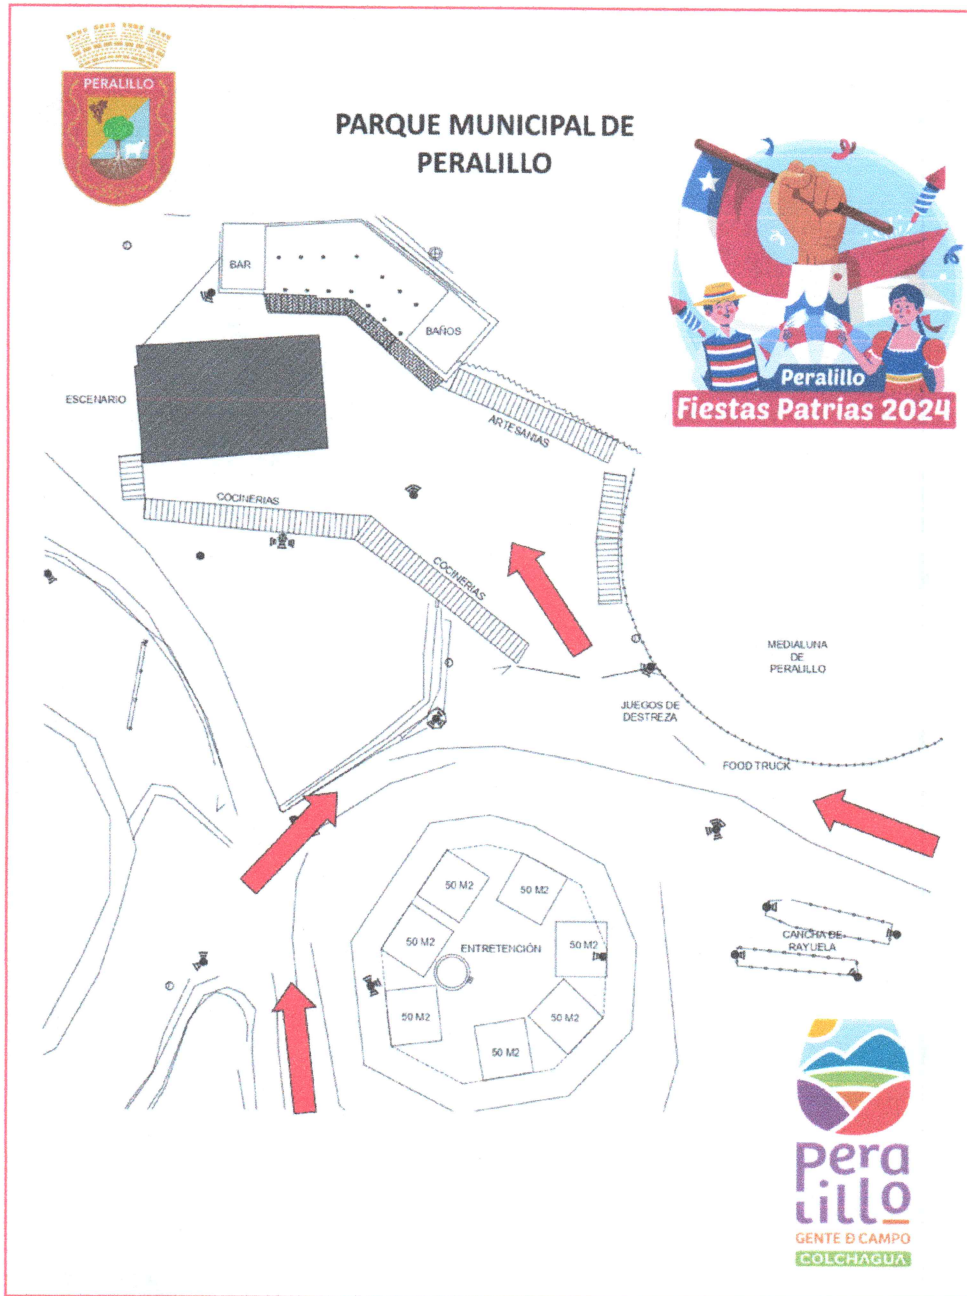 PERALILLO
PARQUE MUNICIPAL DE
PERALILLO
BAR
BAÑOS
ESCENARIO
ARTESANIAS
COCINERIAS
COCINERIAS
Peralillo
Fiestas Patrias 2024
MEDIALUNA
DE
PERALILLO
JUEGOS DE
DESTREZA
FOOD TRUCK
50 M2
50 M2
50 M2
ENTRETENCIÓN
50 M2
50 M2
50 M2
50 M2
CANCHA DE
RAYUELA
pera
lillo
GENTE D CAMPO
COLCHAGUA